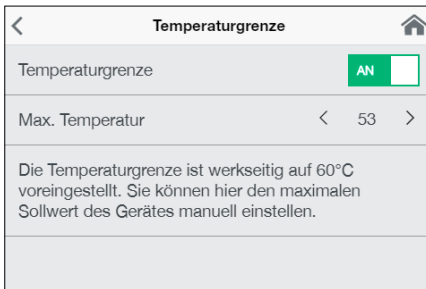 Temperaturgrenze
Temperaturgrenze AN
Max. Temperatur < 53 >
Die Temperaturgrenze ist werkseitig auf 60°C
voreingestellt. Sie können hier den maximalen
Sollwert des Gerätes manuell einstellen.